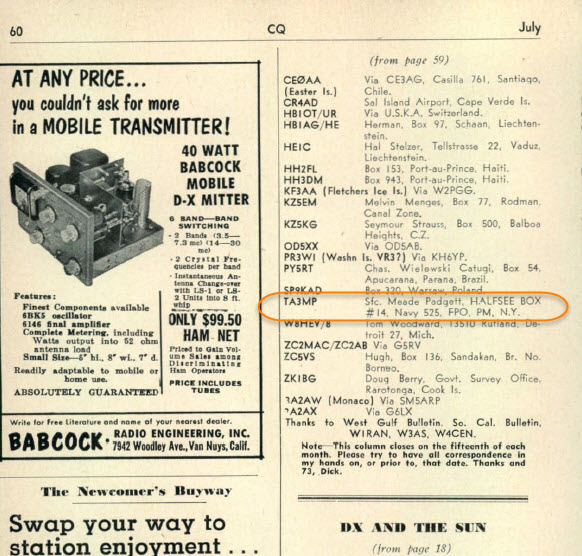 60
CQ
July
AT ANY PRICE...
you couldn't ask for more
in a MOBILE TRANSMITTER!
40 WATT
BABCOCK
MOBILE
D-X MITTER
6 BAND—BAND
SWITCHING
- 2 Bands (3.5—
7.3 mc) (14—30
mc)
- 2 Crystal Fre-
quencies per band
- Instantaneous An-
tenna Change-over
with LS-1 or LS-
2 Units into 8 ft.
whip
ONLY $99.50
HAM NET
Priced to Gain Vol-
ume Sales among
Discriminating
Ham Operators
PRICE INCLUDES
TUBES
Features:
Finest Components available
6BK5 oscillator
6146 final amplifier
Complete Metering, including
Watts output into 52 ohm
antenna load
Small Size—5" hi., 8" wi., 7" d.
Readily adaptable to mobile or
home use.
ABSOLUTELY GUARANTEED
Write for Free Literature and name of your nearest dealer.
BABCOCK • RADIO ENGINEERING, INC.
7942 Woodley Ave., Van Nuys, Calif.
The Newcomer's Buyway
Swap your way to
station enjoyment . . .
(from page 59)
CEØAA Via CE3AG, Casilla 761, Santiago,
(Easter Is.) Chile.
CR4AD Sal Island Airport, Cape Verde Is.
HB1OT/UR Via U.S.K.A. Switzerland.
HB1AG/HE Herman, Box 97, Schaan, Liechten-
stein.
HE1C Hal Stelzer, Tellstrasse 22, Vaduz,
Liechtenstein.
HH2FL Box 153, Port-au-Prince, Haiti.
HH3DM Box 943, Port-au-Prince, Haiti.
KF3AA (Fletchers Ice Is.) Via W2PGG.
KZ5EM Melvin Menges, Box 77, Rodman,
Canal Zone.
KZ5KG Seymour Strauss, Box 500, Balboa
Heights, C.Z.
OD5XX Via OD5AB.
PR3WI (Washn Is. VR3?) Via KH6YP.
PY5RT Chas. Wielewski Catugi, Box 54,
Apucarana, Parana, Brazil.
SP9KAD Box 320, Warsaw, Poland
TA3MP Sfc. Meade Padgett, HALFSEE BOX
#14, Navy 525, FPO, PM, N.Y.
W8HEV/8 Tom Woodward, 13510 Rutland, De-
troit 27, Mich.
ZC2MAC/ZC2AB Via G5RV
ZC5VS Hugh, Box 136, Sandakan, Br. No.
Borneo.
ZK1BG Doug Berry, Govt. Survey Office,
Rarotonga, Cook Is.
3A2AW (Monaco) Via SM5ARP
A2AX Via G6LX
Thanks to West Gulf Bulletin. So. Cal. Bulletin,
W1RAN, W3AS, W4CEN.
Note—This column closes on the fifteenth of each
month. Please try to have all correspondence in
my hands on, or prior to, that date. Thanks and
73, Dick.
DX AND THE SUN
(from page 18)